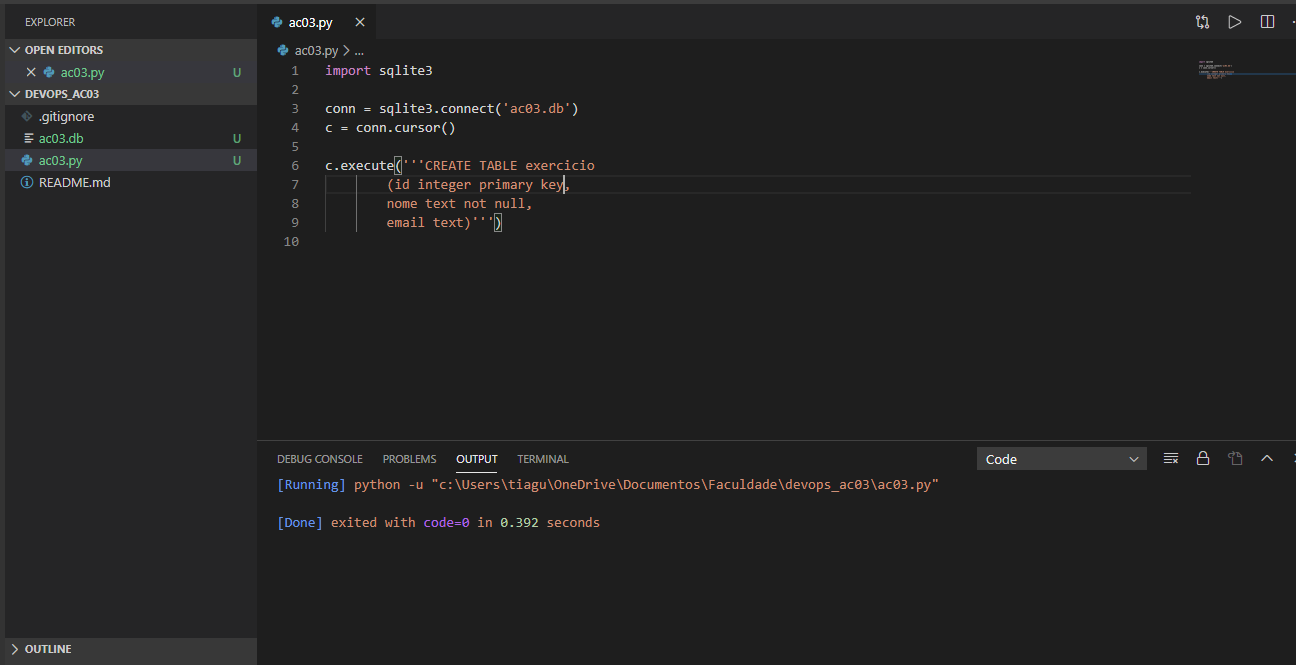 EXPLORER
OPEN EDITORS
ac03.py U
DEVOPS_AC03
.gitignore
ac03.db U
ac03.py U
README.md
OUTLINE
ac03.py
ac03.py > ...
1 import sqlite3
2
3 conn = sqlite3.connect('ac03.db')
4 c = conn.cursor()
5
6 c.execute('''CREATE TABLE exercicio
7 (id integer primary key,
8 nome text not null,
9 email text)''')
10
DEBUG CONSOLE PROBLEMS OUTPUT TERMINAL Code
[Running] python -u "c:\Users\tiagu\OneDrive\Documentos\Faculdade\devops_ac03\ac03.py"
[Done] exited with code=0 in 0.392 seconds